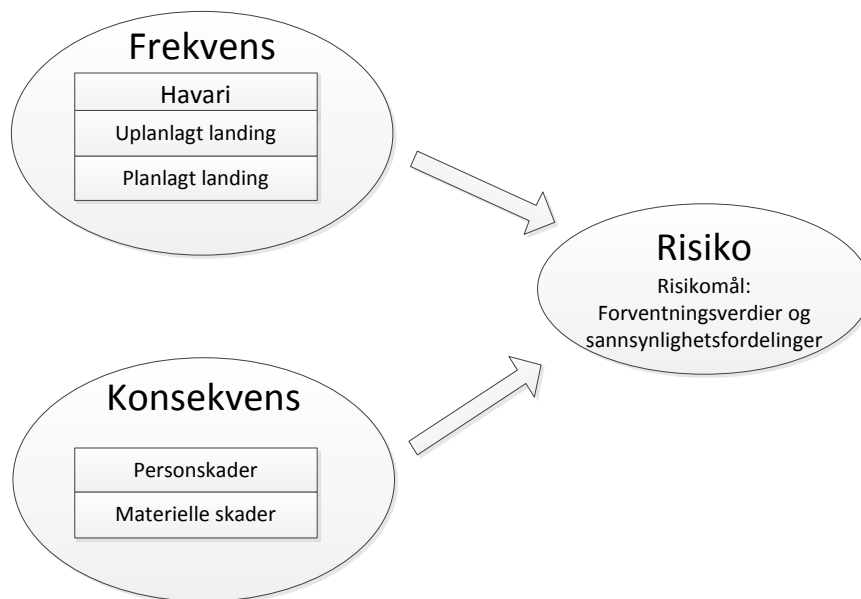 Frekvens
Havari
Uplanlagt landing
Planlagt landing
Risiko
Risikomål:
Forventningsverdier og
sannsynlighetsfordelinger
Konsekvens
Personskader
Materielle skader